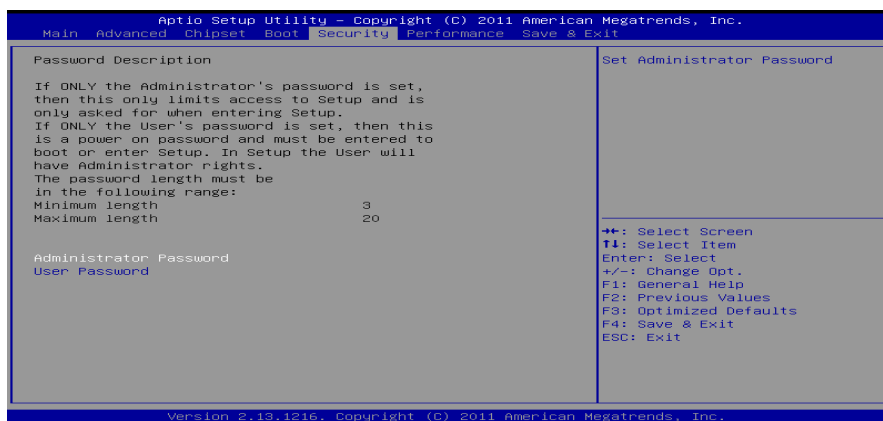 Aptio Setup Utility – Copyright (C) 2011 American Megatrends, Inc.
Main Advanced Chipset Boot Security Performance Save & Exit
Password Description
If ONLY the Administrator's password is set,
then this only limits access to Setup and is
only asked for when entering Setup.
If ONLY the User's password is set, then this
is a power on password and must be entered to
boot or enter Setup. In Setup the User will
have Administrator rights.
The password length must be
in the following range:
Minimum length 3
Maximum length 20
Administrator Password
User Password
Set Administrator Password
→←: Select Screen
↑↓: Select Item
Enter: Select
+/-: Change Opt.
F1: General Help
F2: Previous Values
F3: Optimized Defaults
F4: Save & Exit
ESC: Exit
Version 2.13.1216. Copyright (C) 2011 American Megatrends, Inc.